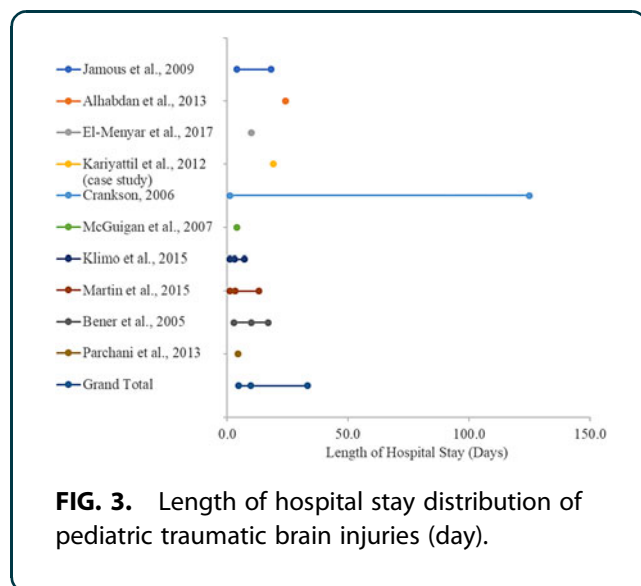 Jamous et al., 2009
Alhabdan et al., 2013
El-Menyar et al., 2017
Kariyattil et al., 2012
(case study)
Crankson, 2006
McGuigan et al., 2007
Klimo et al., 2015
Martin et al., 2015
Bener et al., 2005
Parchani et al., 2013
Grand Total
0.0 50.0 100.0 150.0
Length of Hospital Stay (Days)
FIG. 3. Length of hospital stay distribution of
pediatric traumatic brain injuries (day).